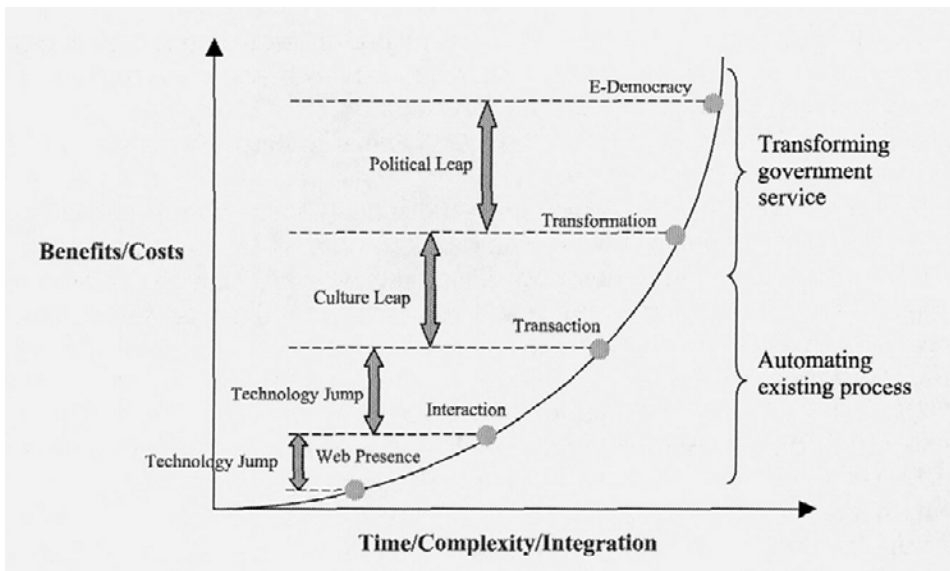 E-Democracy
Political Leap
Transforming
government
service
Transformation
Benefits/Costs
Culture Leap
Transaction
Automating
existing process
Technology Jump
Interaction
Technology Jump
Web Presence
Time/Complexity/Integration